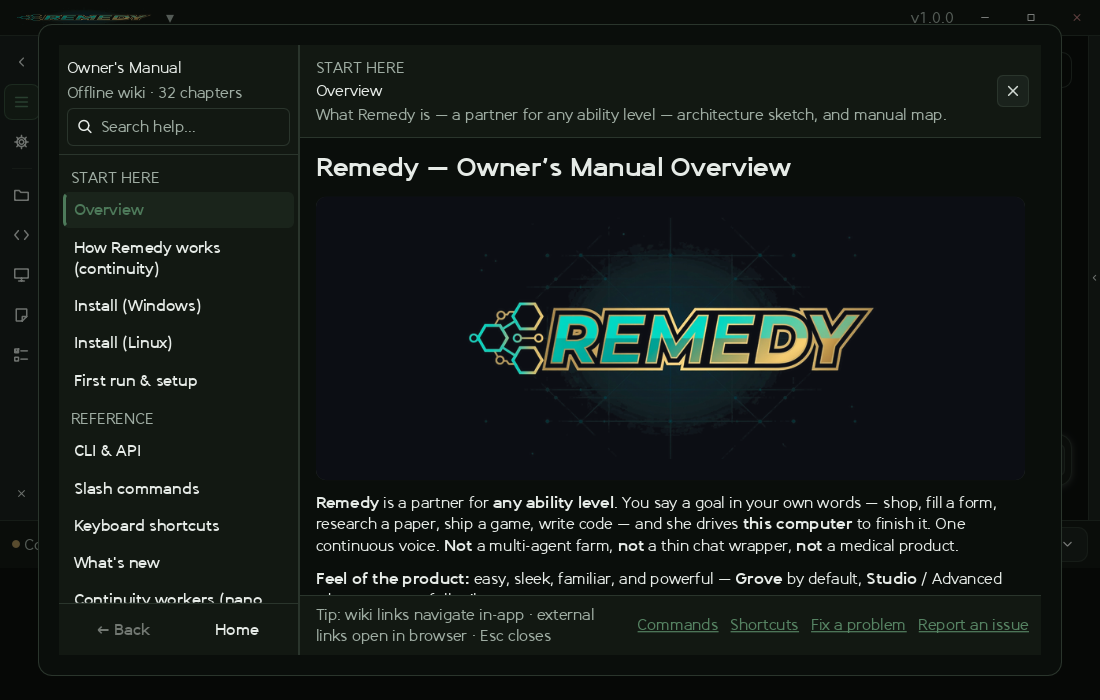 REMEDY ▼
v1.0.0
Owner's Manual
Offline wiki · 32 chapters
Search help...
START HERE
Overview
How Remedy works
(continuity)
Install (Windows)
Install (Linux)
First run & setup
REFERENCE
CLI & API
Slash commands
Keyboard shortcuts
What's new
Continuity workers (nano
← Back
Home
START HERE
Overview
What Remedy is — a partner for any ability level — architecture sketch, and manual map.
Remedy — Owner's Manual Overview
REMEDY
Remedy is a partner for any ability level. You say a goal in your own words — shop, fill a form,
research a paper, ship a game, write code — and she drives this computer to finish it. One
continuous voice. Not a multi-agent farm, not a thin chat wrapper, not a medical product.
Feel of the product: easy, sleek, familiar, and powerful — Grove by default, Studio / Advanced
Tip: wiki links navigate in-app · external
links open in browser · Esc closes
Commands
Shortcuts
Fix a problem
Report an issue